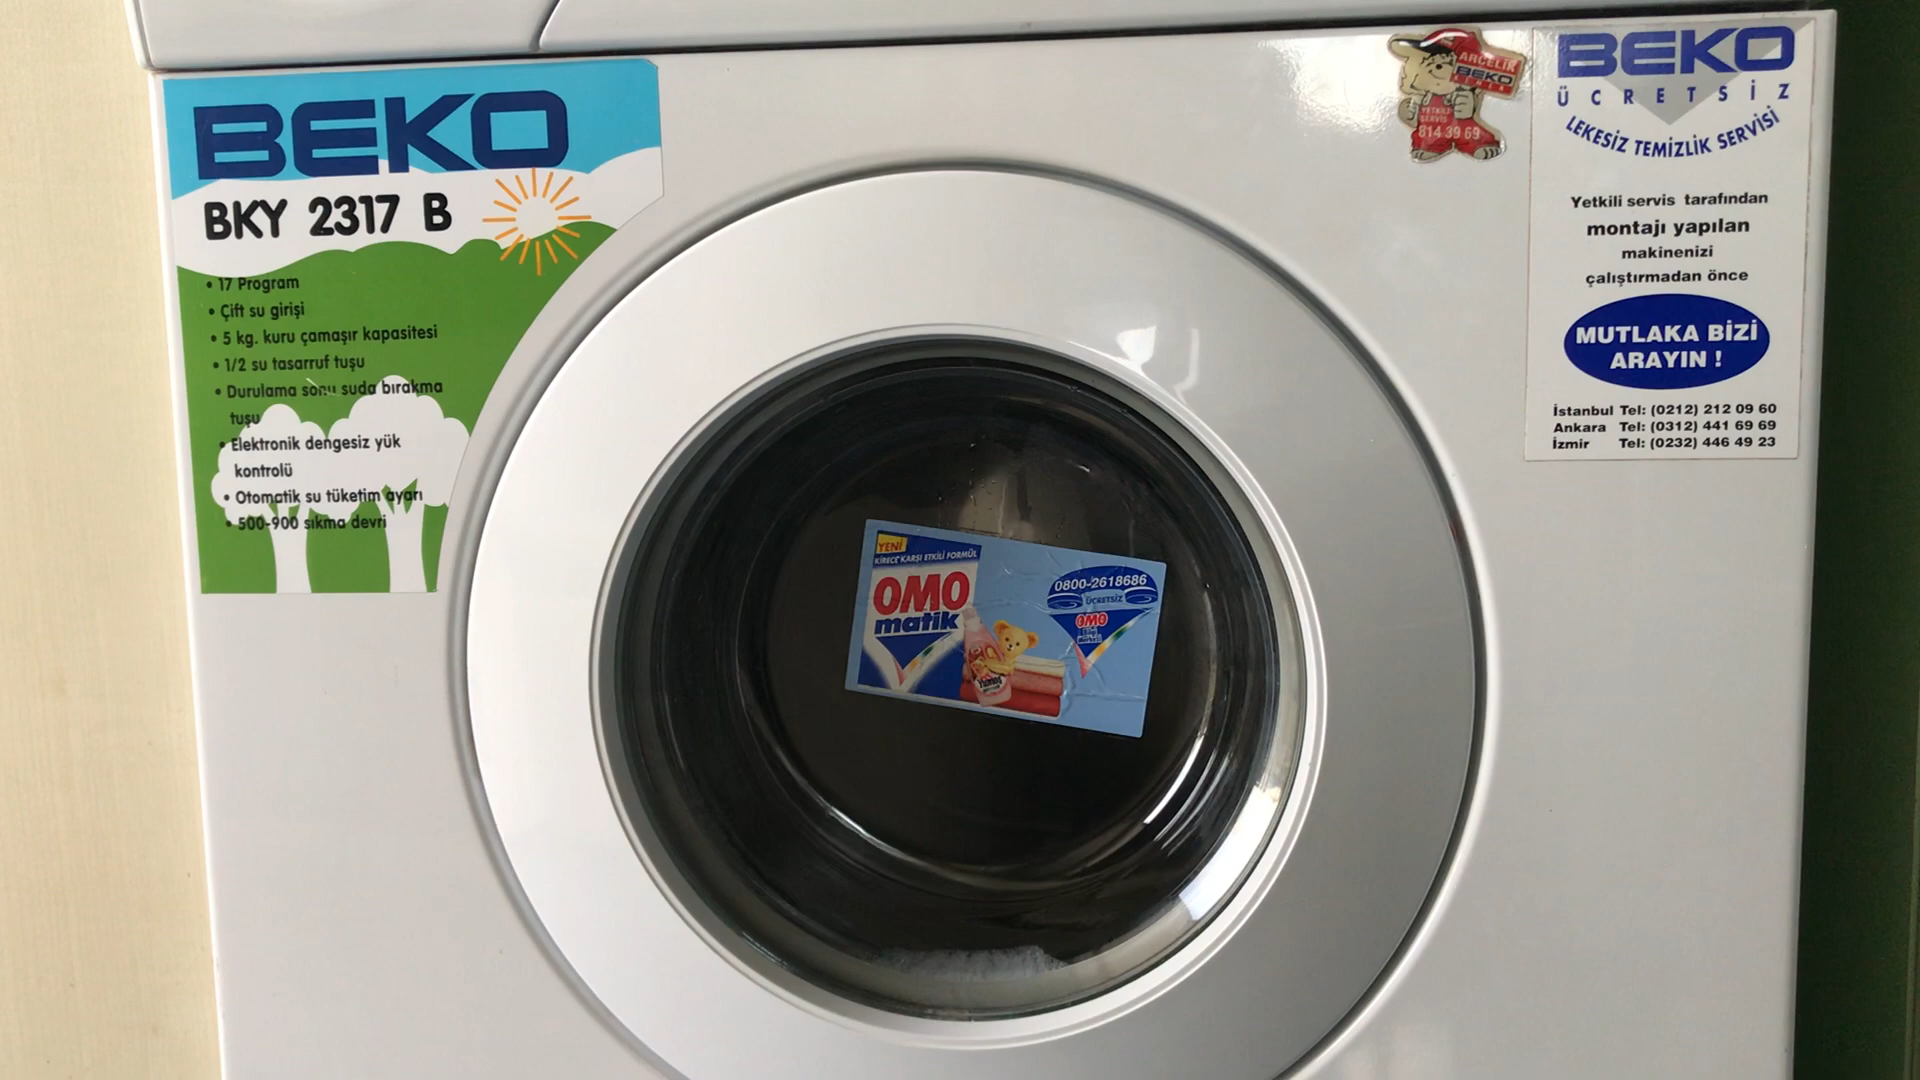 BEKO
BKY 2317 B
• 17 Program
• Çift su girişi
• 5 kg. kuru çamaşır kapasitesi
• 1/2 su tasarruf tuşu
• Durulama sonu suda bırakma
tuşu
• Elektronik dengesiz yük
kontrolü
• Otomatik su tüketim ayarı
• 500-900 sıkma devri
ARÇELİK
BEKO
YETKİLİ
SERVİS
814 39 69
BEKO
ÜCRETSİZ
LEKESİZ TEMİZLİK SERVİSİ
Yetkili servis tarafından
montajı yapılan
makinenizi
çalıştırmadan önce
MUTLAKA BİZİ
ARAYIN !
İstanbul Tel: (0212) 212 09 60
Ankara Tel: (0312) 441 69 69
İzmir Tel: (0232) 446 49 23
YENİ
KİRECE KARŞI ETKİLİ FORMÜL
OMO
matik
Yumoş
0800-2618686
ÜCRETSİZ
OMO